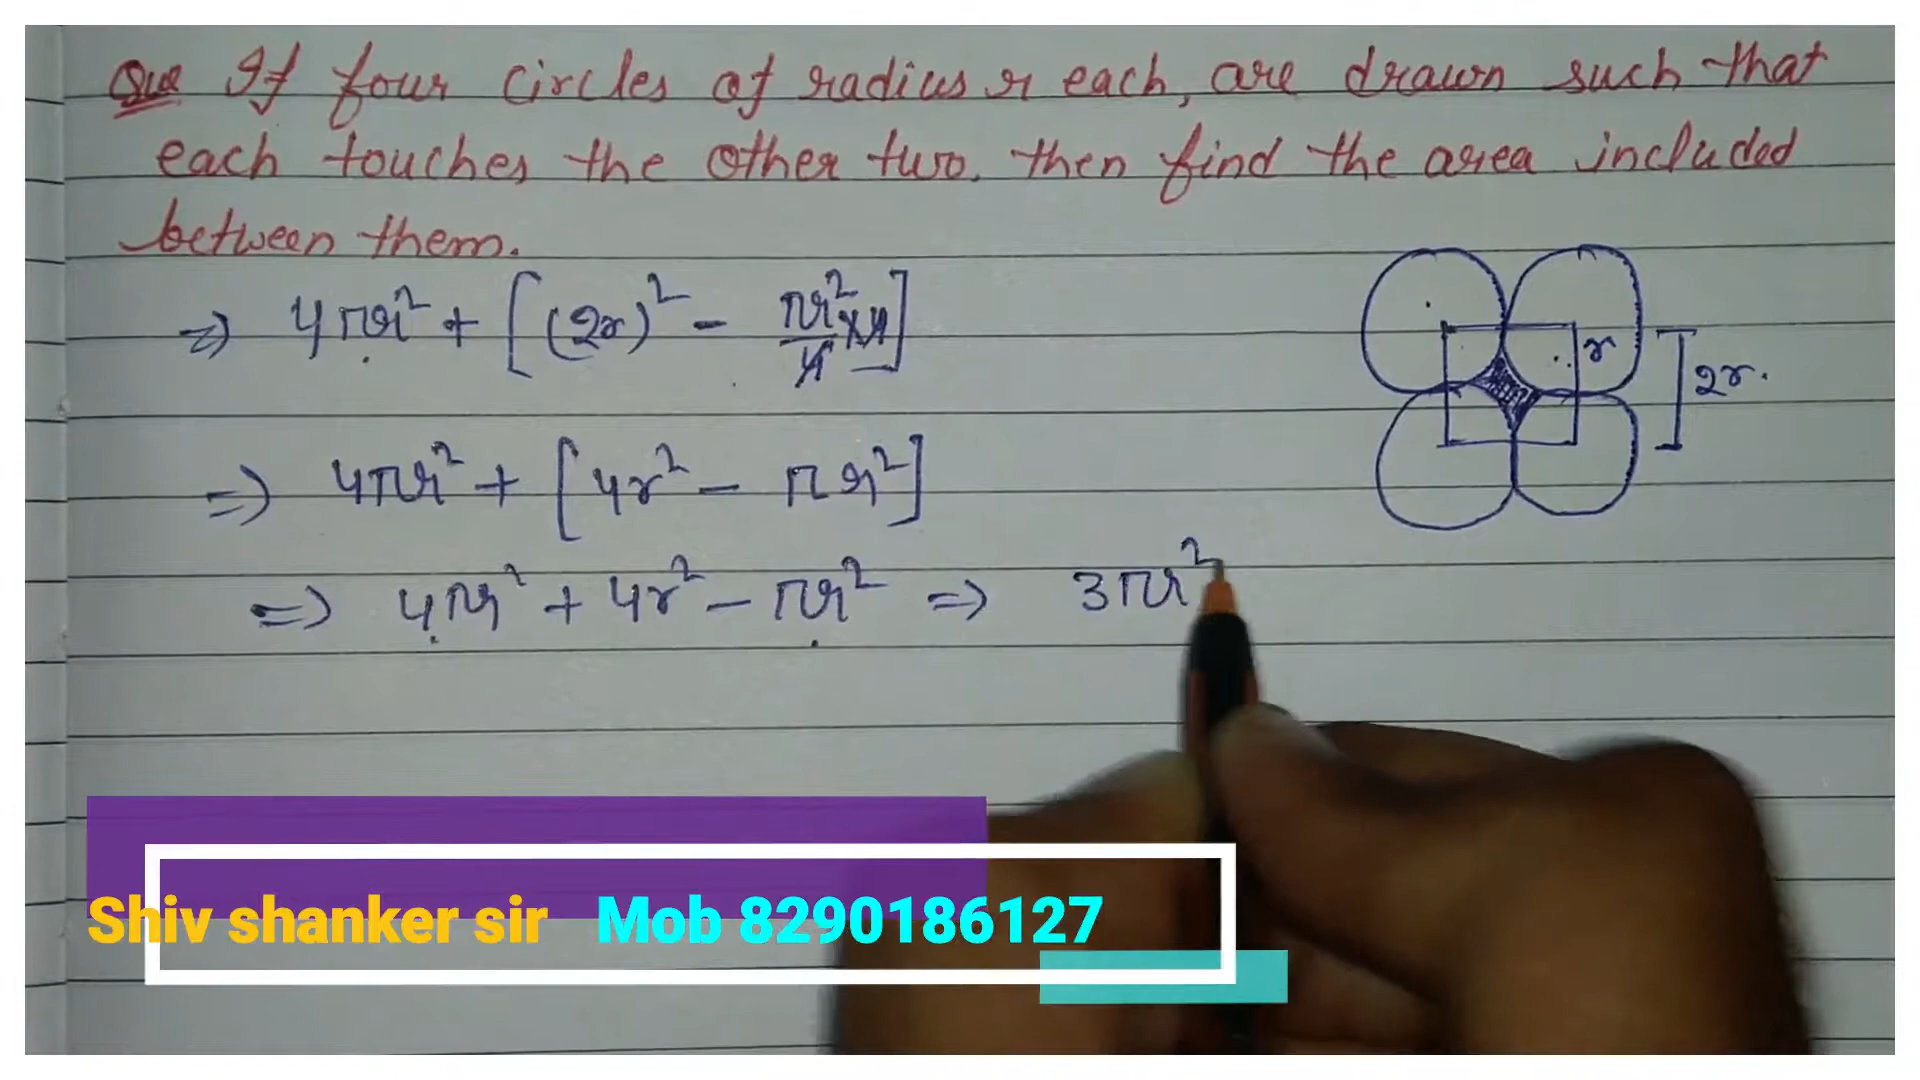 Que If four circles of radius r each, are drawn such that
each touches the other two. then find the area included
between them.
=> 4πr² + [(2r)² - πr²/4 x 4]
r
2r.
=> 4πr² + [4r² - πr²]
=> 4πr² + 4r² - πr² => 3πr²
Shiv shanker sir Mob 8290186127